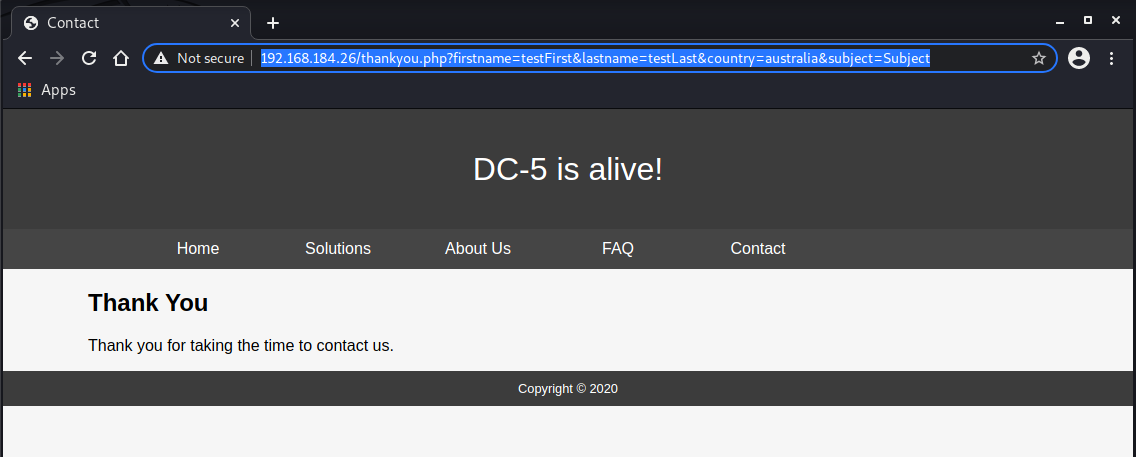 Contact
Not secure 192.168.184.26/thankyou.php?firstname=testFirst&lastname=testLast&country=australia&subject=Subject
Apps
DC-5 is alive!
Home Solutions About Us FAQ Contact
Thank You
Thank you for taking the time to contact us.
Copyright © 2020